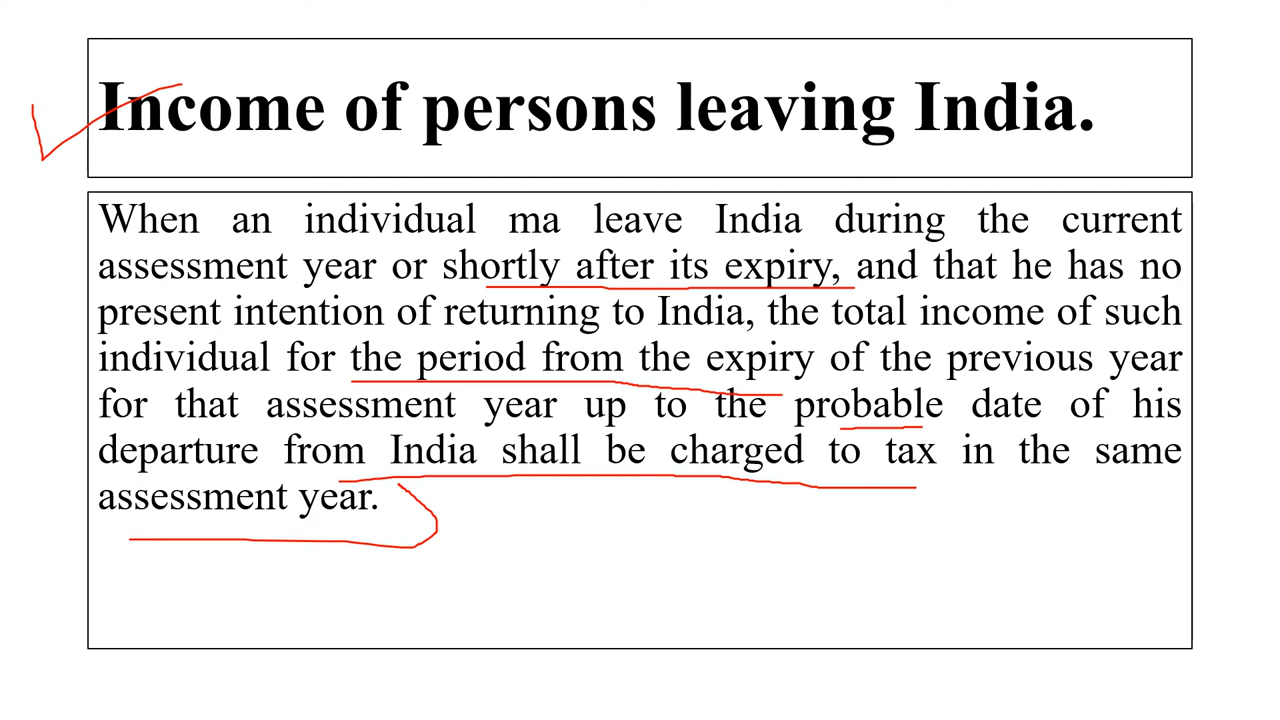 Income of persons leaving India.
When an individual ma leave India during the current
assessment year or shortly after its expiry, and that he has no
present intention of returning to India, the total income of such
individual for the period from the expiry of the previous year
for that assessment year up to the probable date of his
departure from India shall be charged to tax in the same
assessment year.